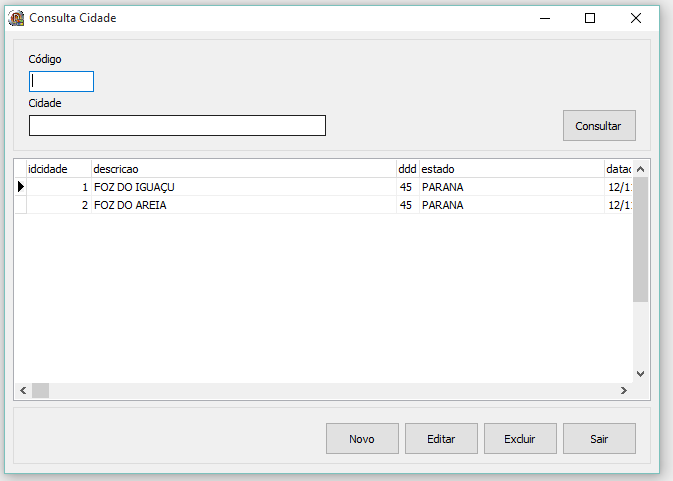 Consulta Cidade
Código
Cidade
Consultar
idcidade descricao ddd estado datac
1 FOZ DO IGUAÇU 45 PARANA 12/1
2 FOZ DO AREIA 45 PARANA 12/1
Novo Editar Excluir Sair